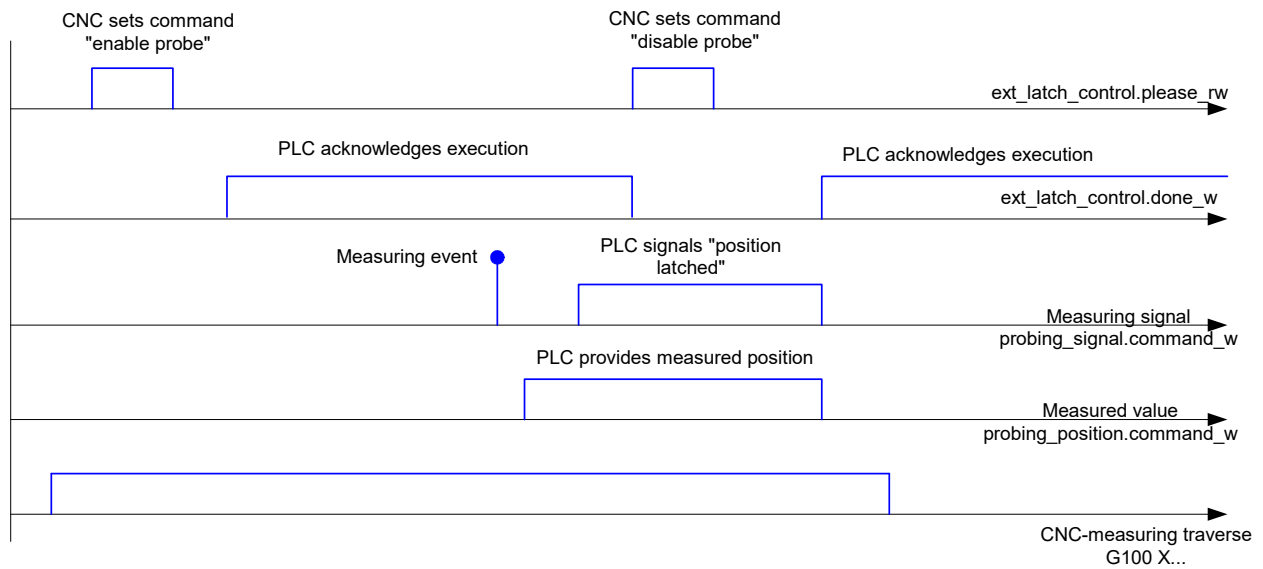 CNC sets command
"enable probe"
CNC sets command
"disable probe"
ext_latch_control.please_rw
PLC acknowledges execution
PLC acknowledges execution
ext_latch_control.done_w
Measuring event
PLC signals "position
latched"
Measuring signal
probing_signal.command_w
PLC provides measured position
Measured value
probing_position.command_w
CNC-measuring traverse
G100 X...